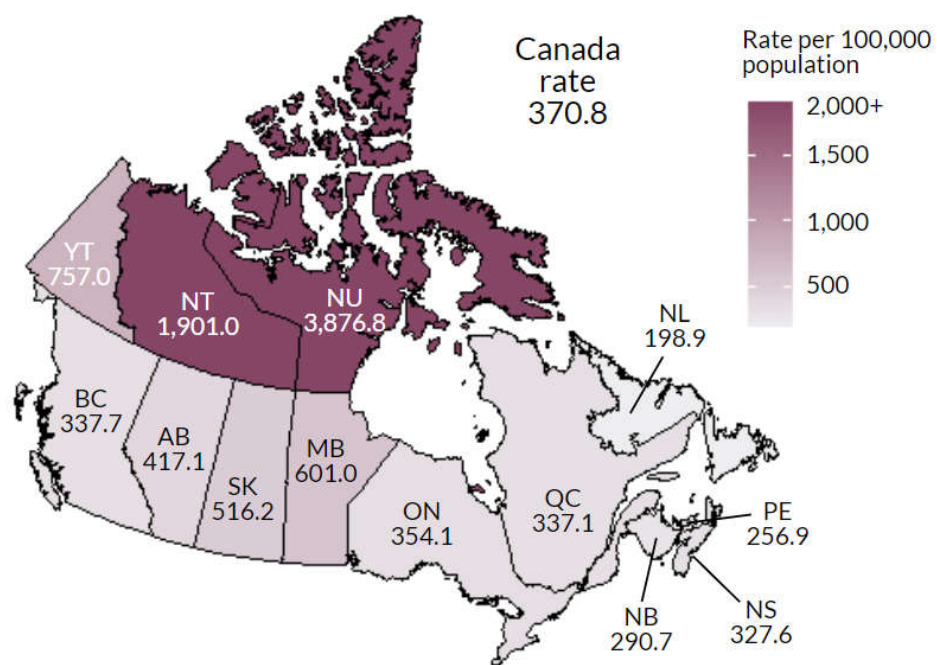 Canada
rate
370.8
Rate per 100,000
population
2,000+
1,500
1,000
500
YT
757.0
NT
1,901.0
NU
3,876.8
NL
198.9
BC
337.7
AB
417.1
SK
516.2
MB
601.0
ON
354.1
QC
337.1
PE
256.9
NB
290.7
NS
327.6